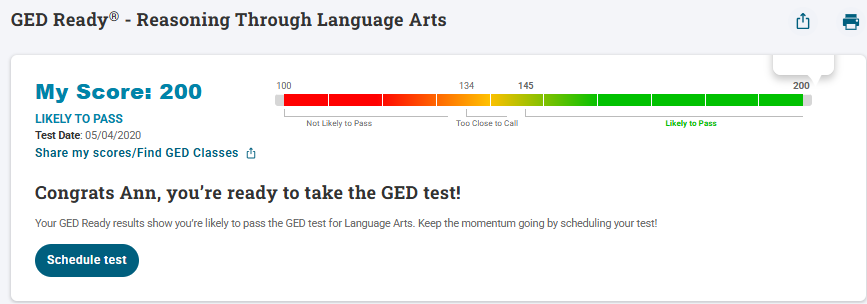 GED Ready® - Reasoning Through Language Arts
My Score: 200
LIKELY TO PASS
Test Date: 05/04/2020
Share my scores/Find GED Classes
100 134 145 200
Not Likely to Pass Too Close to Call Likely to Pass
Congrats Ann, you’re ready to take the GED test!
Your GED Ready results show you’re likely to pass the GED test for Language Arts. Keep the momentum going by scheduling your test!
Schedule test